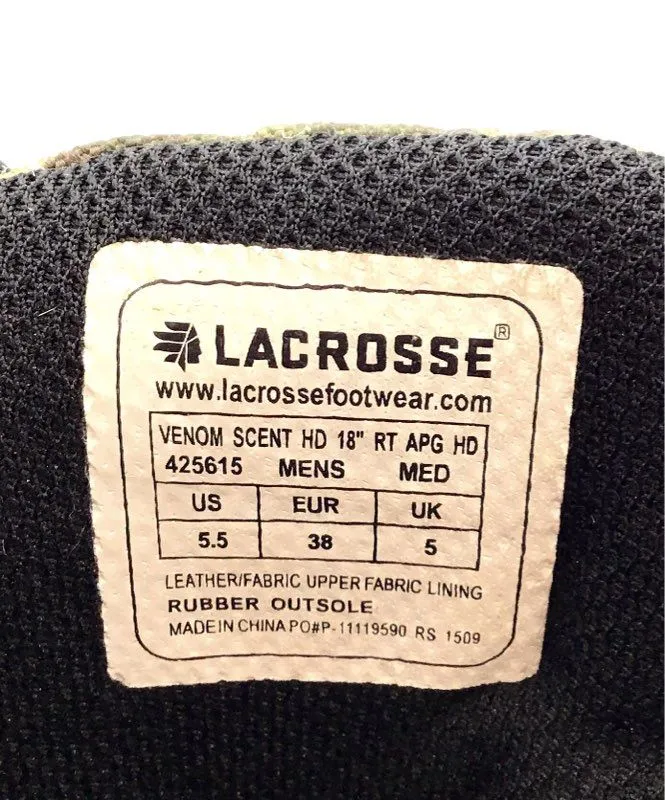 LACROSSE®
www.lacrossefootwear.com
VENOM SCENT HD 18" RT APG HD
425615 MENS MED
US EUR UK
5.5 38 5
LEATHER/FABRIC UPPER FABRIC LINING
RUBBER OUTSOLE
MADE IN CHINA PO#P-11119590 RS 1509